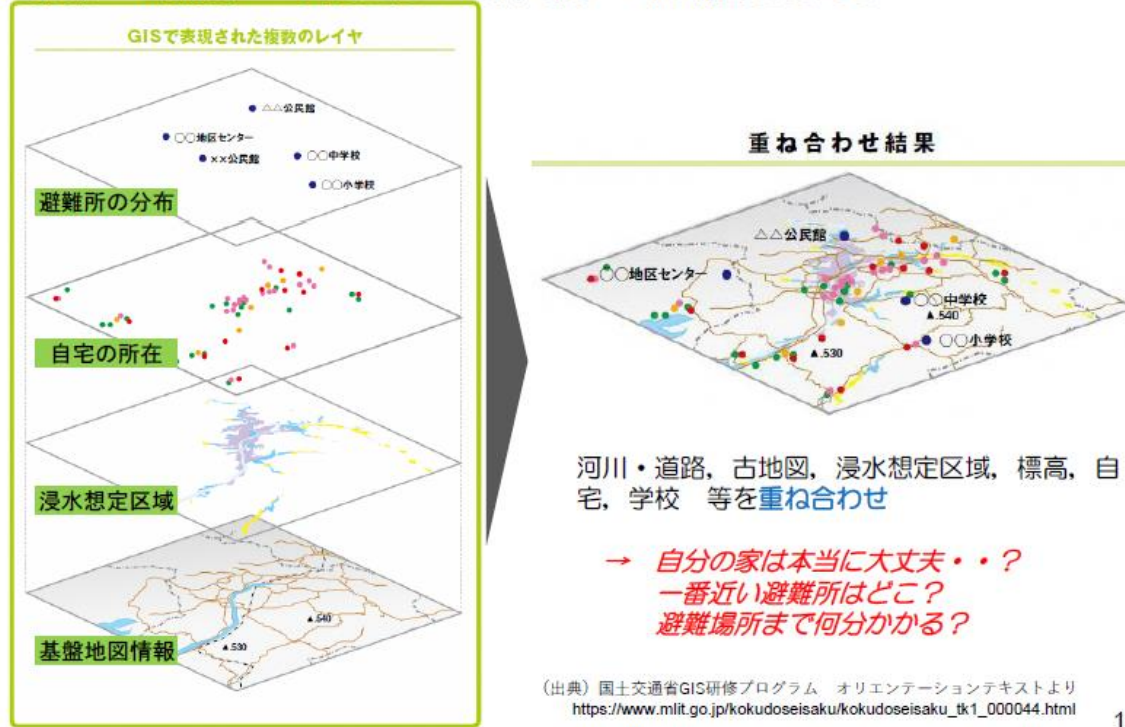 GISで表現された複数のレイヤ
△△公民館
○○地区センター
××公民館
○○中学校
○○小学校
避難所の分布
自宅の所在
浸水想定区域
▲.540
▲.530
基盤地図情報
重ね合わせ結果
△△公民館
○○地区センター
○○中学校
▲.540
○○小学校
▲.530
河川・道路，古地図，浸水想定区域，標高，自
宅，学校　等を重ね合わせ
→　自分の家は本当に大丈夫・・？
一番近い避難所はどこ？
避難場所まで何分かかる？
（出典）国土交通省GIS研修プログラム　オリエンテーションテキストより
https://www.mlit.go.jp/kokudoseisaku/kokudoseisaku_tk1_000044.html
1